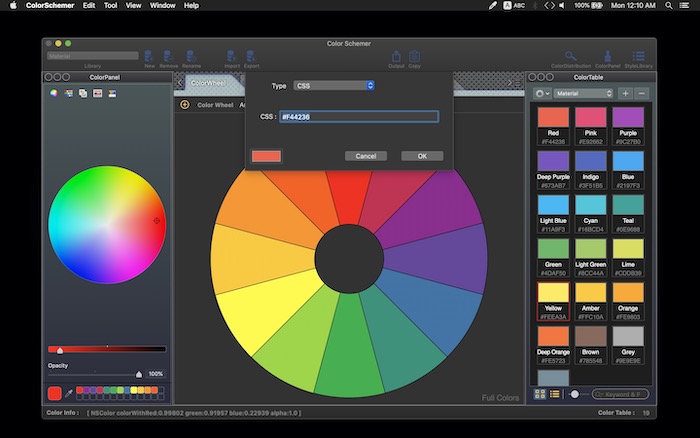 ColorSchemer Edit Tool View Window Help
A ABC 100% Mon 12:10 AM
Color Schemer
Material
Library New Remove Rename Import Export Output Copy ColorDistribution ColorPanel StyleLibrary
ColorPanel
ColorWheel
ColorTable
Type CSS
Material
Color Wheel
CSS : #F44236
Cancel OK
Red Pink Purple
#F44236 #E92862 #9C27B0
Deep Purple Indigo Blue
#673AB7 #3F51B5 #2197F3
Light Blue Cyan Teal
#11A9F3 #16BCD4 #0E9688
Green Light Green Lime
#4DAF50 #8CC44A #CDDB39
Yellow Amber Orange
#FEEA3A #FFC10A #FE9803
Deep Orange Brown Grey
#FE5723 #785548 #9E9E9E
Opacity
100%
Full Colors
Keyword & F
Color Info : [ NSColor colorWithRed:0.99602 green:0.91957 blue:0.22939 alpha:1.0 ]
Color Table : 19